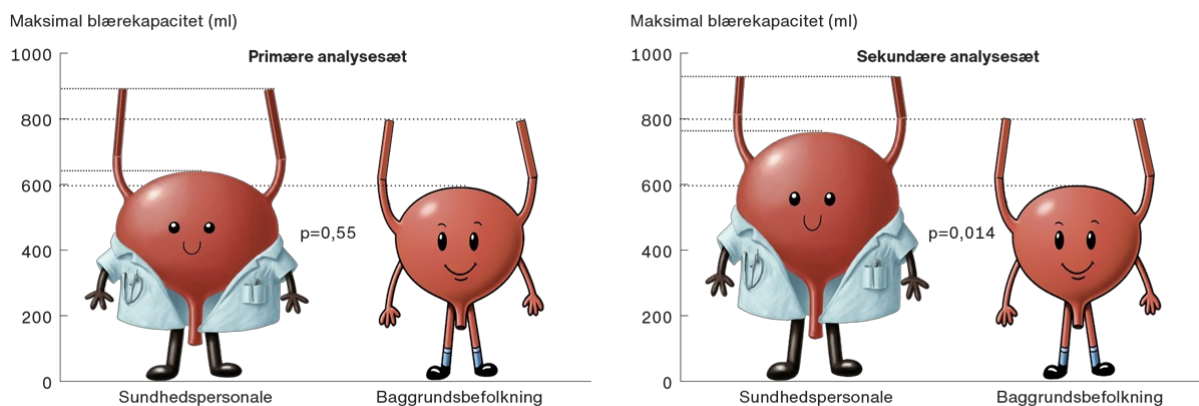 Maksimal blærekapacitet (ml)
Primære analysesæt
1000
800
600
400
200
0
p=0,55
Sundhedspersonale
Baggrundsbefolkning
Maksimal blærekapacitet (ml)
Sekundære analysesæt
1000
800
600
400
200
0
p=0,014
Sundhedspersonale
Baggrundsbefolkning